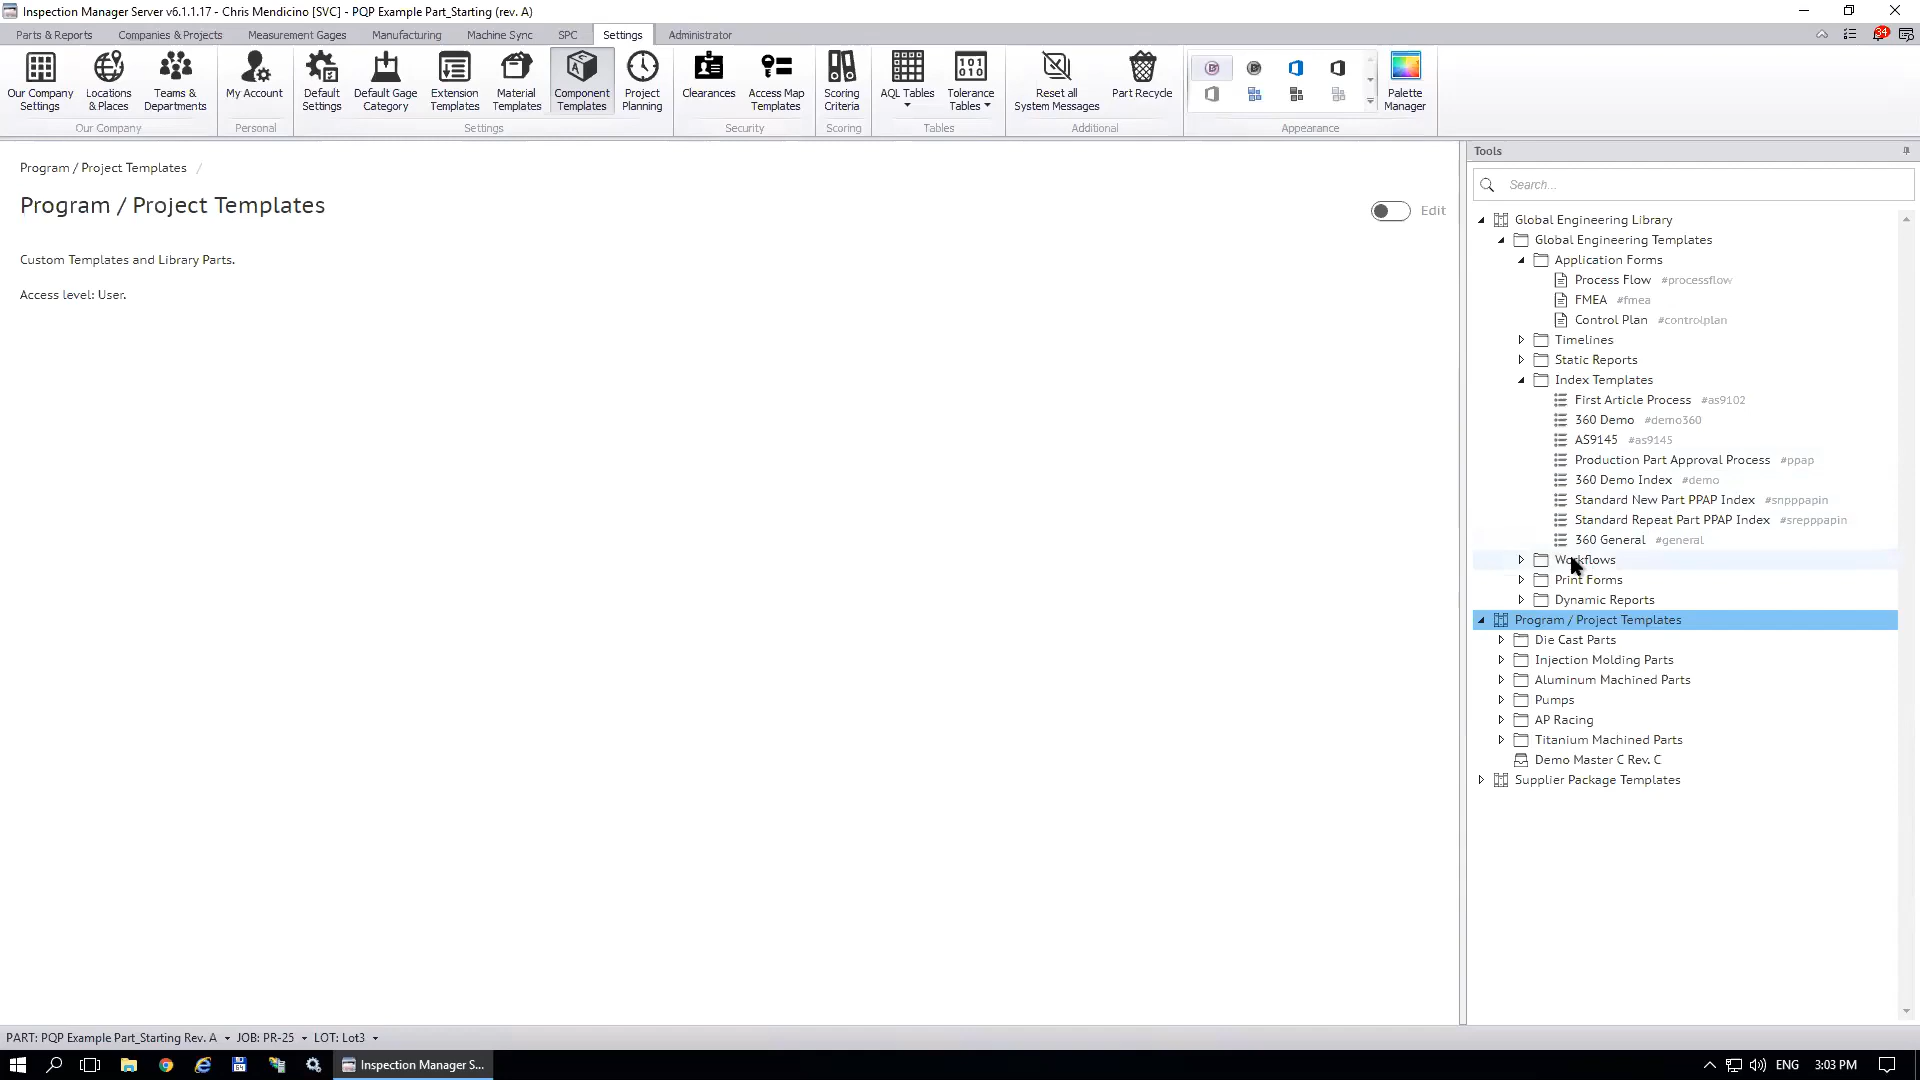 Inspection Manager Server v6.1.1.17 - Chris Mendicino [SVC] - PQP Example Part_Starting (rev. A)
Parts & Reports Companies & Projects Measurement Gages Manufacturing Machine Sync SPC Settings Administrator 34
Our Company Settings
Locations & Places
Teams & Departments
My Account
Default Settings
Default Gage Category
Extension Templates
Material Templates
Component Templates
Project Planning
Clearances
Access Map Templates
Scoring Criteria
AQL Tables
Tolerance Tables
Reset all System Messages
Part Recycle
Palette Manager
Our Company Personal Settings Security Scoring Tables Additional Appearance
Program / Project Templates /
Program / Project Templates
Edit
Custom Templates and Library Parts.
Access level: User.
Tools
Search...
Global Engineering Library
Global Engineering Templates
Application Forms
Process Flow #processflow
FMEA #fmea
Control Plan #controlplan
Timelines
Static Reports
Index Templates
First Article Process #as9102
360 Demo #demo360
AS9145 #as9145
Production Part Approval Process #ppap
360 Demo Index #demo
Standard New Part PPAP Index #snpppapin
Standard Repeat Part PPAP Index #srepppapin
360 General #general
Workflows
Print Forms
Dynamic Reports
Program / Project Templates
Die Cast Parts
Injection Molding Parts
Aluminum Machined Parts
Pumps
AP Racing
Titanium Machined Parts
Demo Master C Rev. C
Supplier Package Templates
PART: PQP Example Part_Starting Rev. A JOB: PR-25 LOT: Lot3
Inspection Manager S... ENG 3:03 PM